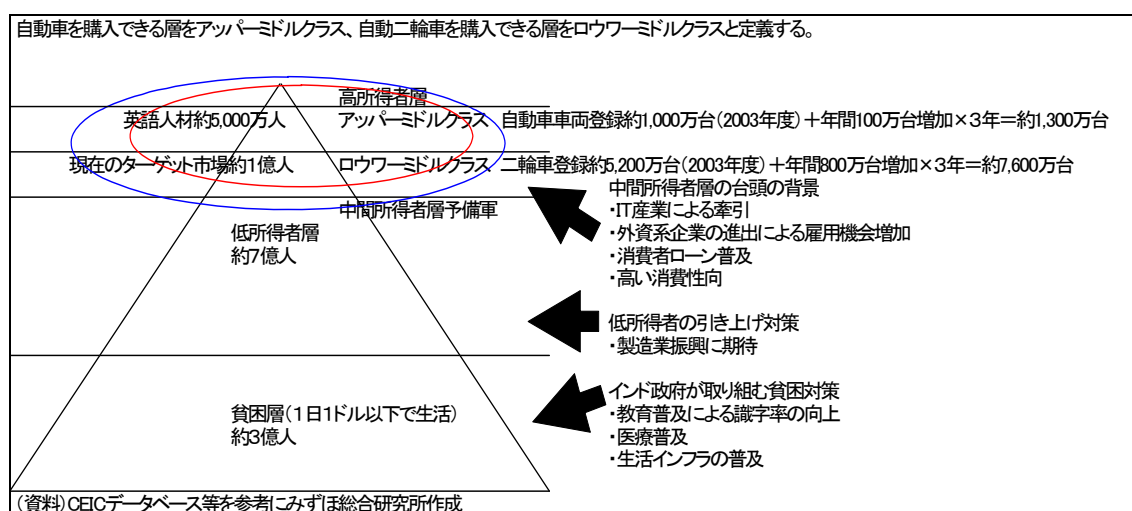 自動車を購入できる層をアッパーミドルクラス、自動二輪車を購入できる層をロウワーミドルクラスと定義する。
高所得者層
英語人材約5,000万人
アッパーミドルクラス
自動車車両登録約1,000万台(2003年度)+年間100万台増加×3年=約1,300万台
現在のターゲット市場約1億人
ロウワーミドルクラス
二輪車登録約5,200万台(2003年度)+年間800万台増加×3年=約7,600万台
中間所得者層予備軍
低所得者層
約7億人
中間所得者層の台頭の背景
・IT産業による牽引
・外資系企業の進出による雇用機会増加
・消費者ローン普及
・高い消費性向
低所得者の引き上げ対策
・製造業振興に期待
貧困層(1日1ドル以下で生活)
約3億人
インド政府が取り組む貧困対策
・教育普及による識字率の向上
・医療普及
・生活インフラの普及
(資料)CEICデータベース等を参考にみずほ総合研究所作成